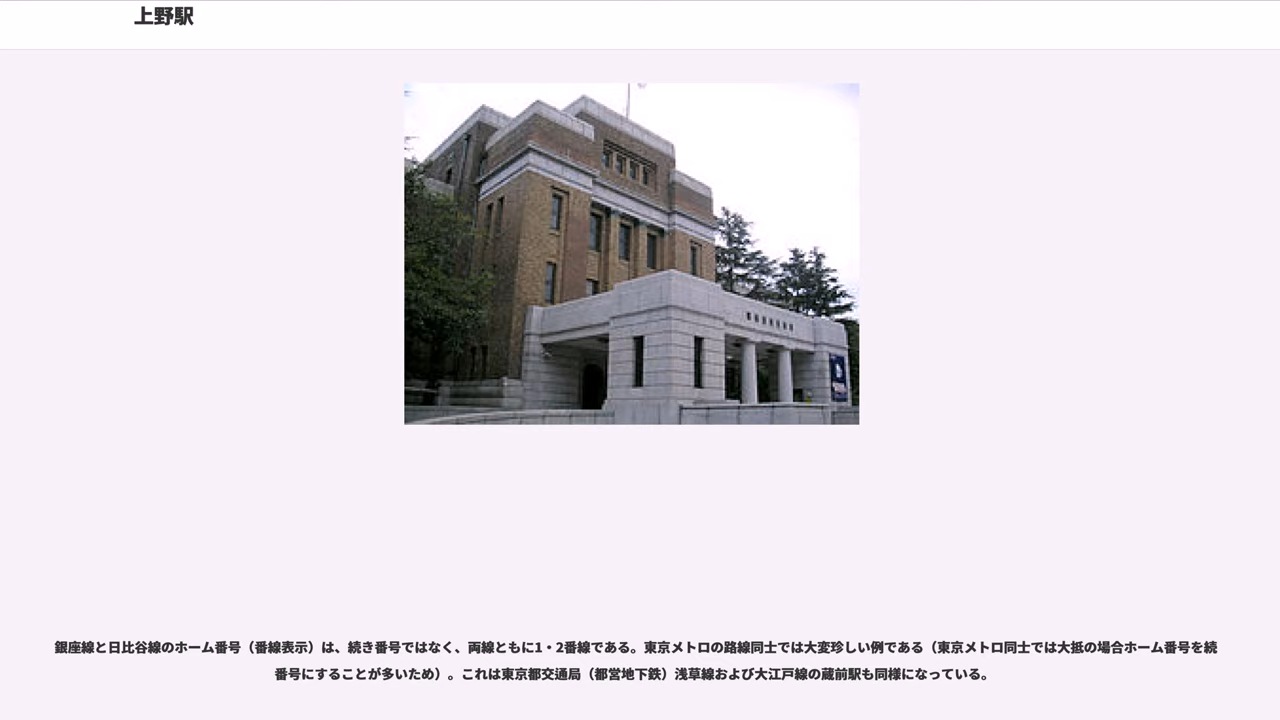 上野駅
銀座線と日比谷線のホーム番号（番線表示）は、続き番号ではなく、両線ともに1・2番線である。東京メトロの路線同士では大変珍しい例である（東京メトロ同士では大抵の場合ホーム番号を続
番号にすることが多いため）。これは東京都交通局（都営地下鉄）浅草線および大江戸線の蔵前駅も同様になっている。